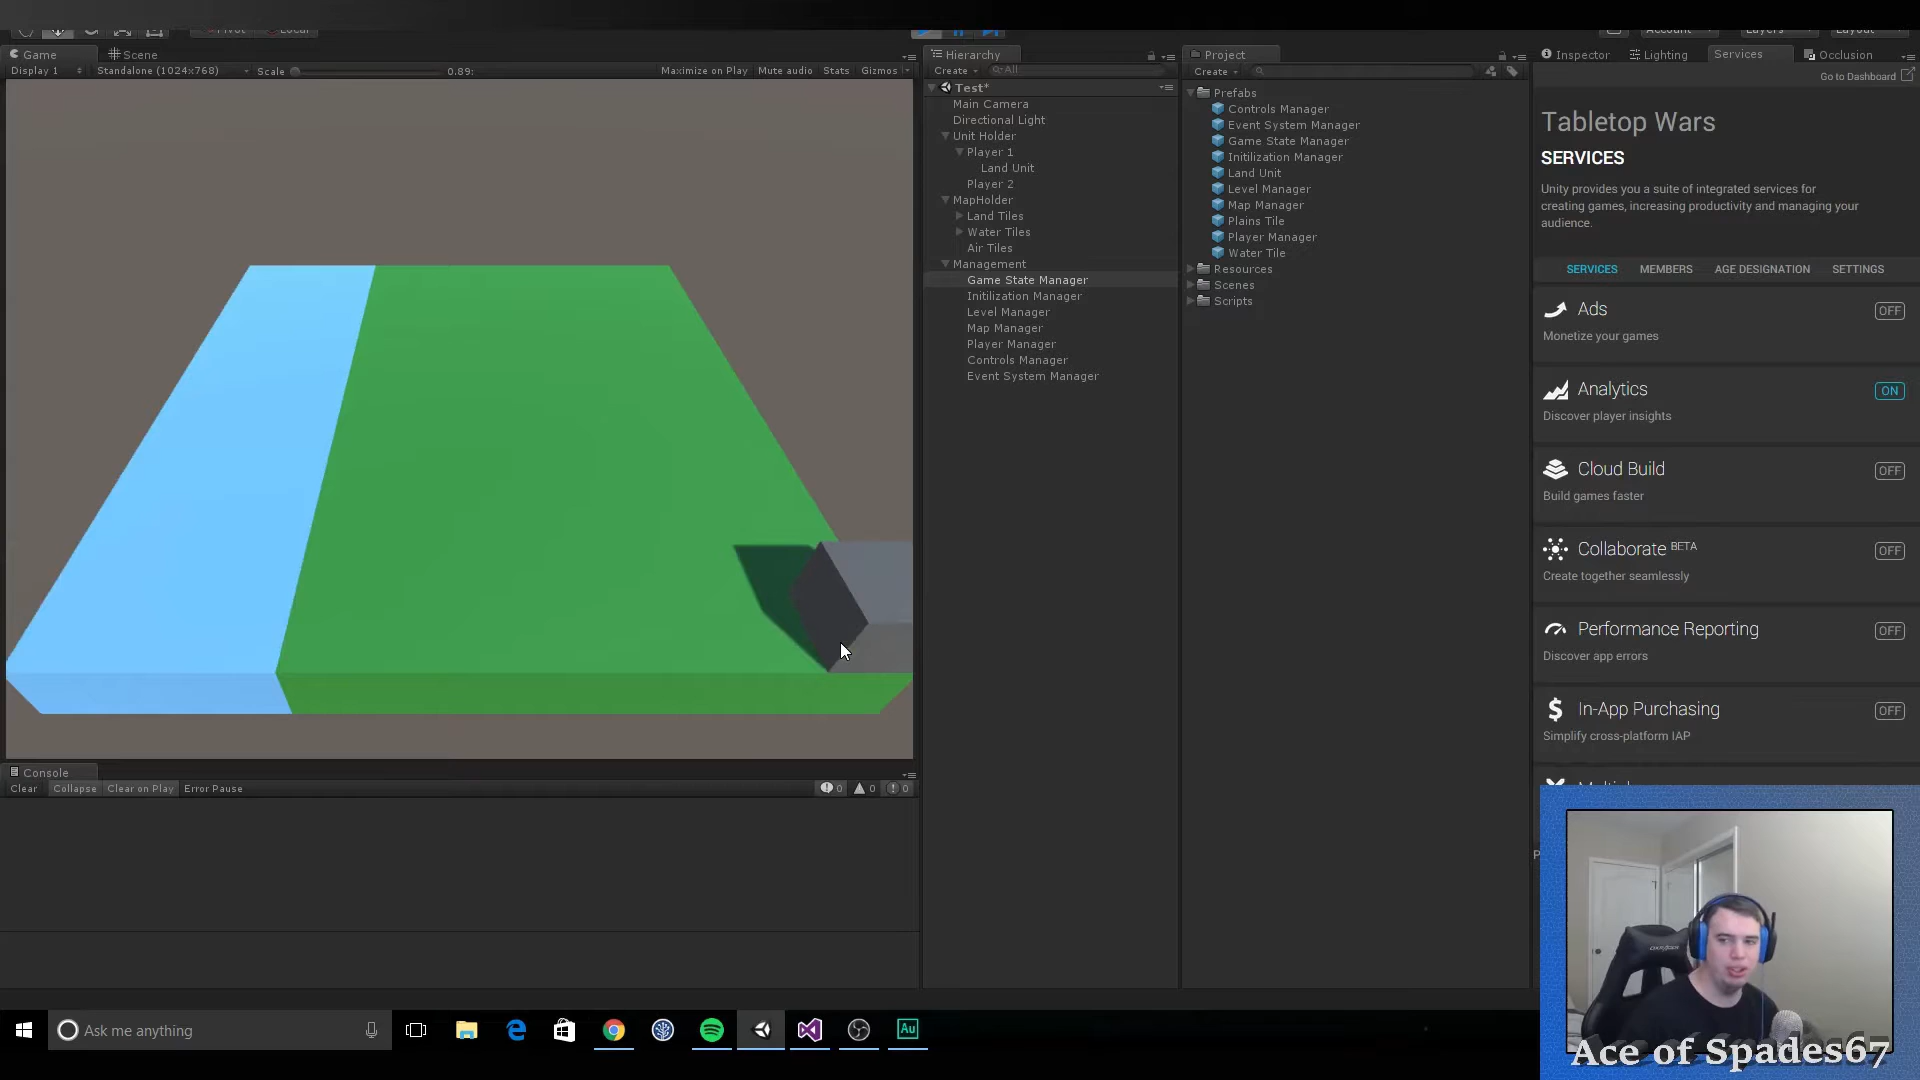 Pivot Local Account Layers Layout
Game Scene
Display 1 Standalone (1024x768) Scale 0.89: Maximize on Play Mute audio Stats Gizmos
Hierarchy
Create All
Test*
Main Camera
Directional Light
Unit Holder
Player 1
Land Unit
Player 2
MapHolder
Land Tiles
Water Tiles
Air Tiles
Management
Game State Manager
Initilization Manager
Level Manager
Map Manager
Player Manager
Controls Manager
Event System Manager
Project
Create
Prefabs
Controls Manager
Event System Manager
Game State Manager
Initilization Manager
Land Unit
Level Manager
Map Manager
Plains Tile
Player Manager
Water Tile
Resources
Scenes
Scripts
Inspector Lighting Services Occlusion
Go to Dashboard
Tabletop Wars
SERVICES
Unity provides you a suite of integrated services for
creating games, increasing productivity and managing your
audience.
SERVICES MEMBERS AGE DESIGNATION SETTINGS
Ads OFF
Monetize your games
Analytics ON
Discover player insights
Cloud Build OFF
Build games faster
Collaborate BETA OFF
Create together seamlessly
Performance Reporting OFF
Discover app errors
In-App Purchasing OFF
Simplify cross-platform IAP
Console
Clear Collapse Clear on Play Error Pause 0 0 0
Ask me anything
Au
Ace of Spades67